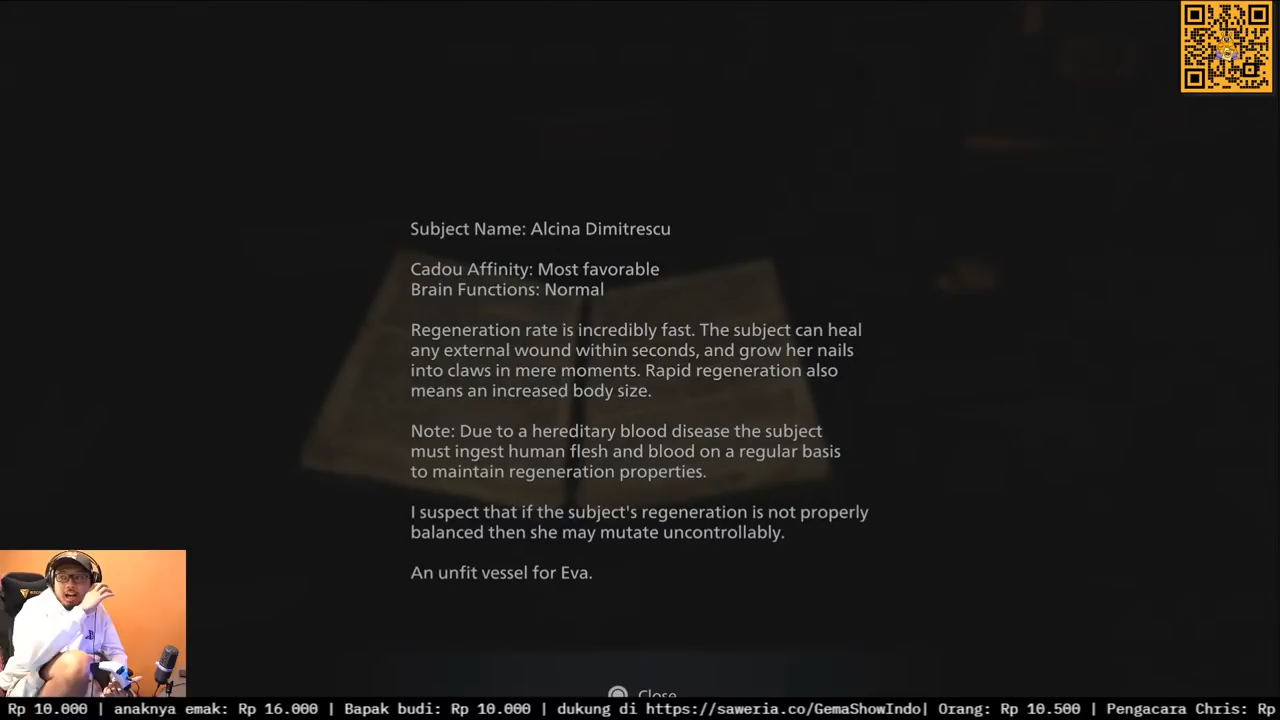 Subject Name: Alcina Dimitrescu
Cadou Affinity: Most favorable
Brain Functions: Normal
Regeneration rate is incredibly fast. The subject can heal
any external wound within seconds, and grow her nails
into claws in mere moments. Rapid regeneration also
means an increased body size.
Note: Due to a hereditary blood disease the subject
must ingest human flesh and blood on a regular basis
to maintain regeneration properties.
I suspect that if the subject's regeneration is not properly
balanced then she may mutate uncontrollably.
An unfit vessel for Eva.
Close
Rp 10.000 | anaknya emak: Rp 16.000 | Bapak budi: Rp 10.000 | dukung di https://saweria.co/GemaShowIndo| Orang: Rp 10.500 | Pengacara Chris: Rp